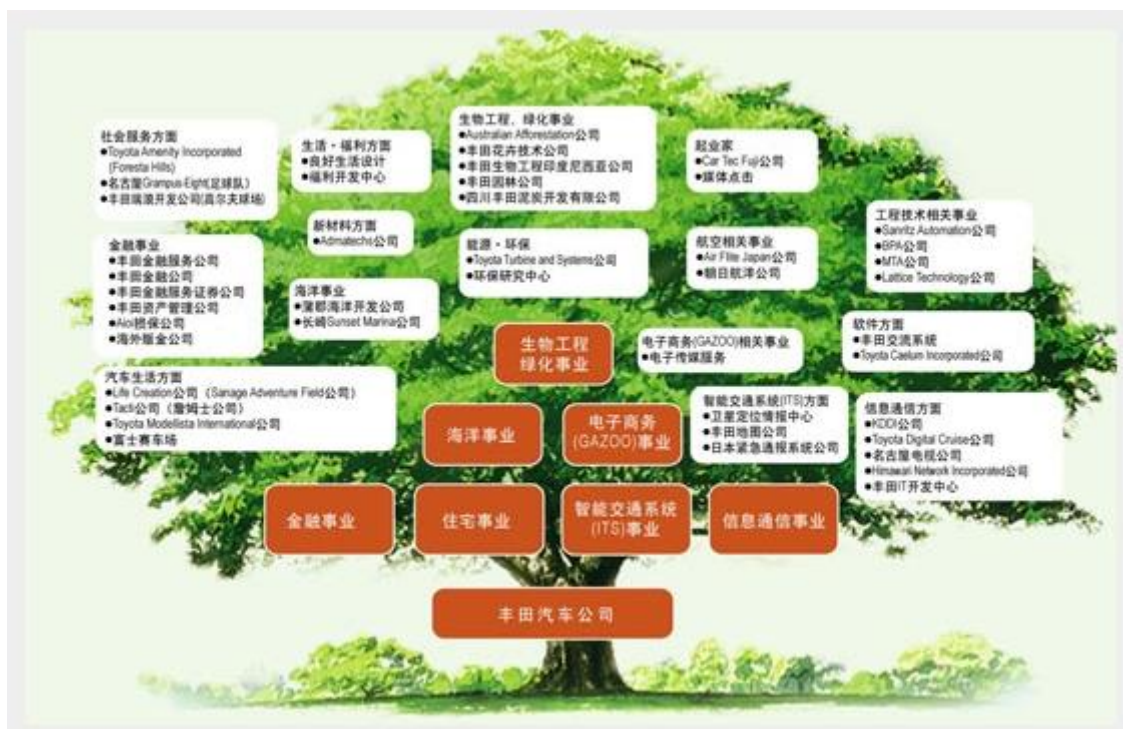 社会服务方面
●Toyota Amenity Incorporated
(Foresta Hills)
●名古屋Grampus-Eight(足球队)
●丰田瑞浪开发公司(高尔夫球场)
生活·福利方面
●良好生活设计
●福利开发中心
生物工程、绿化事业
●Australian Afforestation公司
●丰田花卉技术公司
●丰田生物工程印度尼西亚公司
●丰田园林公司
●四川丰田泥炭开发有限公司
起业家
●Car Tec Fuji公司
●媒体点击
新材料方面
●Admatechs公司
工程技术相关事业
●Sanritz Automation公司
●BPA公司
●MTA公司
●Lattice Technology公司
金融事业
●丰田金融服务公司
●丰田金融公司
●丰田金融服务证券公司
●丰田资产管理公司
●Aioi损保公司
●海外贩金公司
能源·环保
●Toyota Turbine and Systems公司
●环保研究中心
航空相关事业
●Air Flite Japan公司
●朝日航洋公司
海洋事业
●蒲郡海洋开发公司
●长崎Sunset Marina公司
软件方面
●丰田交流系统
●Toyota Caelum Incorporated公司
生物工程
绿化事业
电子商务(GAZOO)相关事业
●电子传媒服务
汽车生活方面
●Life Creation公司(Sanage Adventure Field公司)
●Tacti公司(詹姆士公司)
●Toyota Modellista International公司
●富士赛车场
智能交通系统(ITS)方面
●卫星定位情报中心
●丰田地图公司
●日本紧急通报系统公司
信息通信方面
●KDDI公司
●Toyota Digital Cruise公司
●名古屋电视公司
●Himawari Network Incorporated公司
●丰田IT开发中心
海洋事业
电子商务
(GAZOO)事业
金融事业
住宅事业
智能交通系统
(ITS)事业
信息通信事业
丰田汽车公司